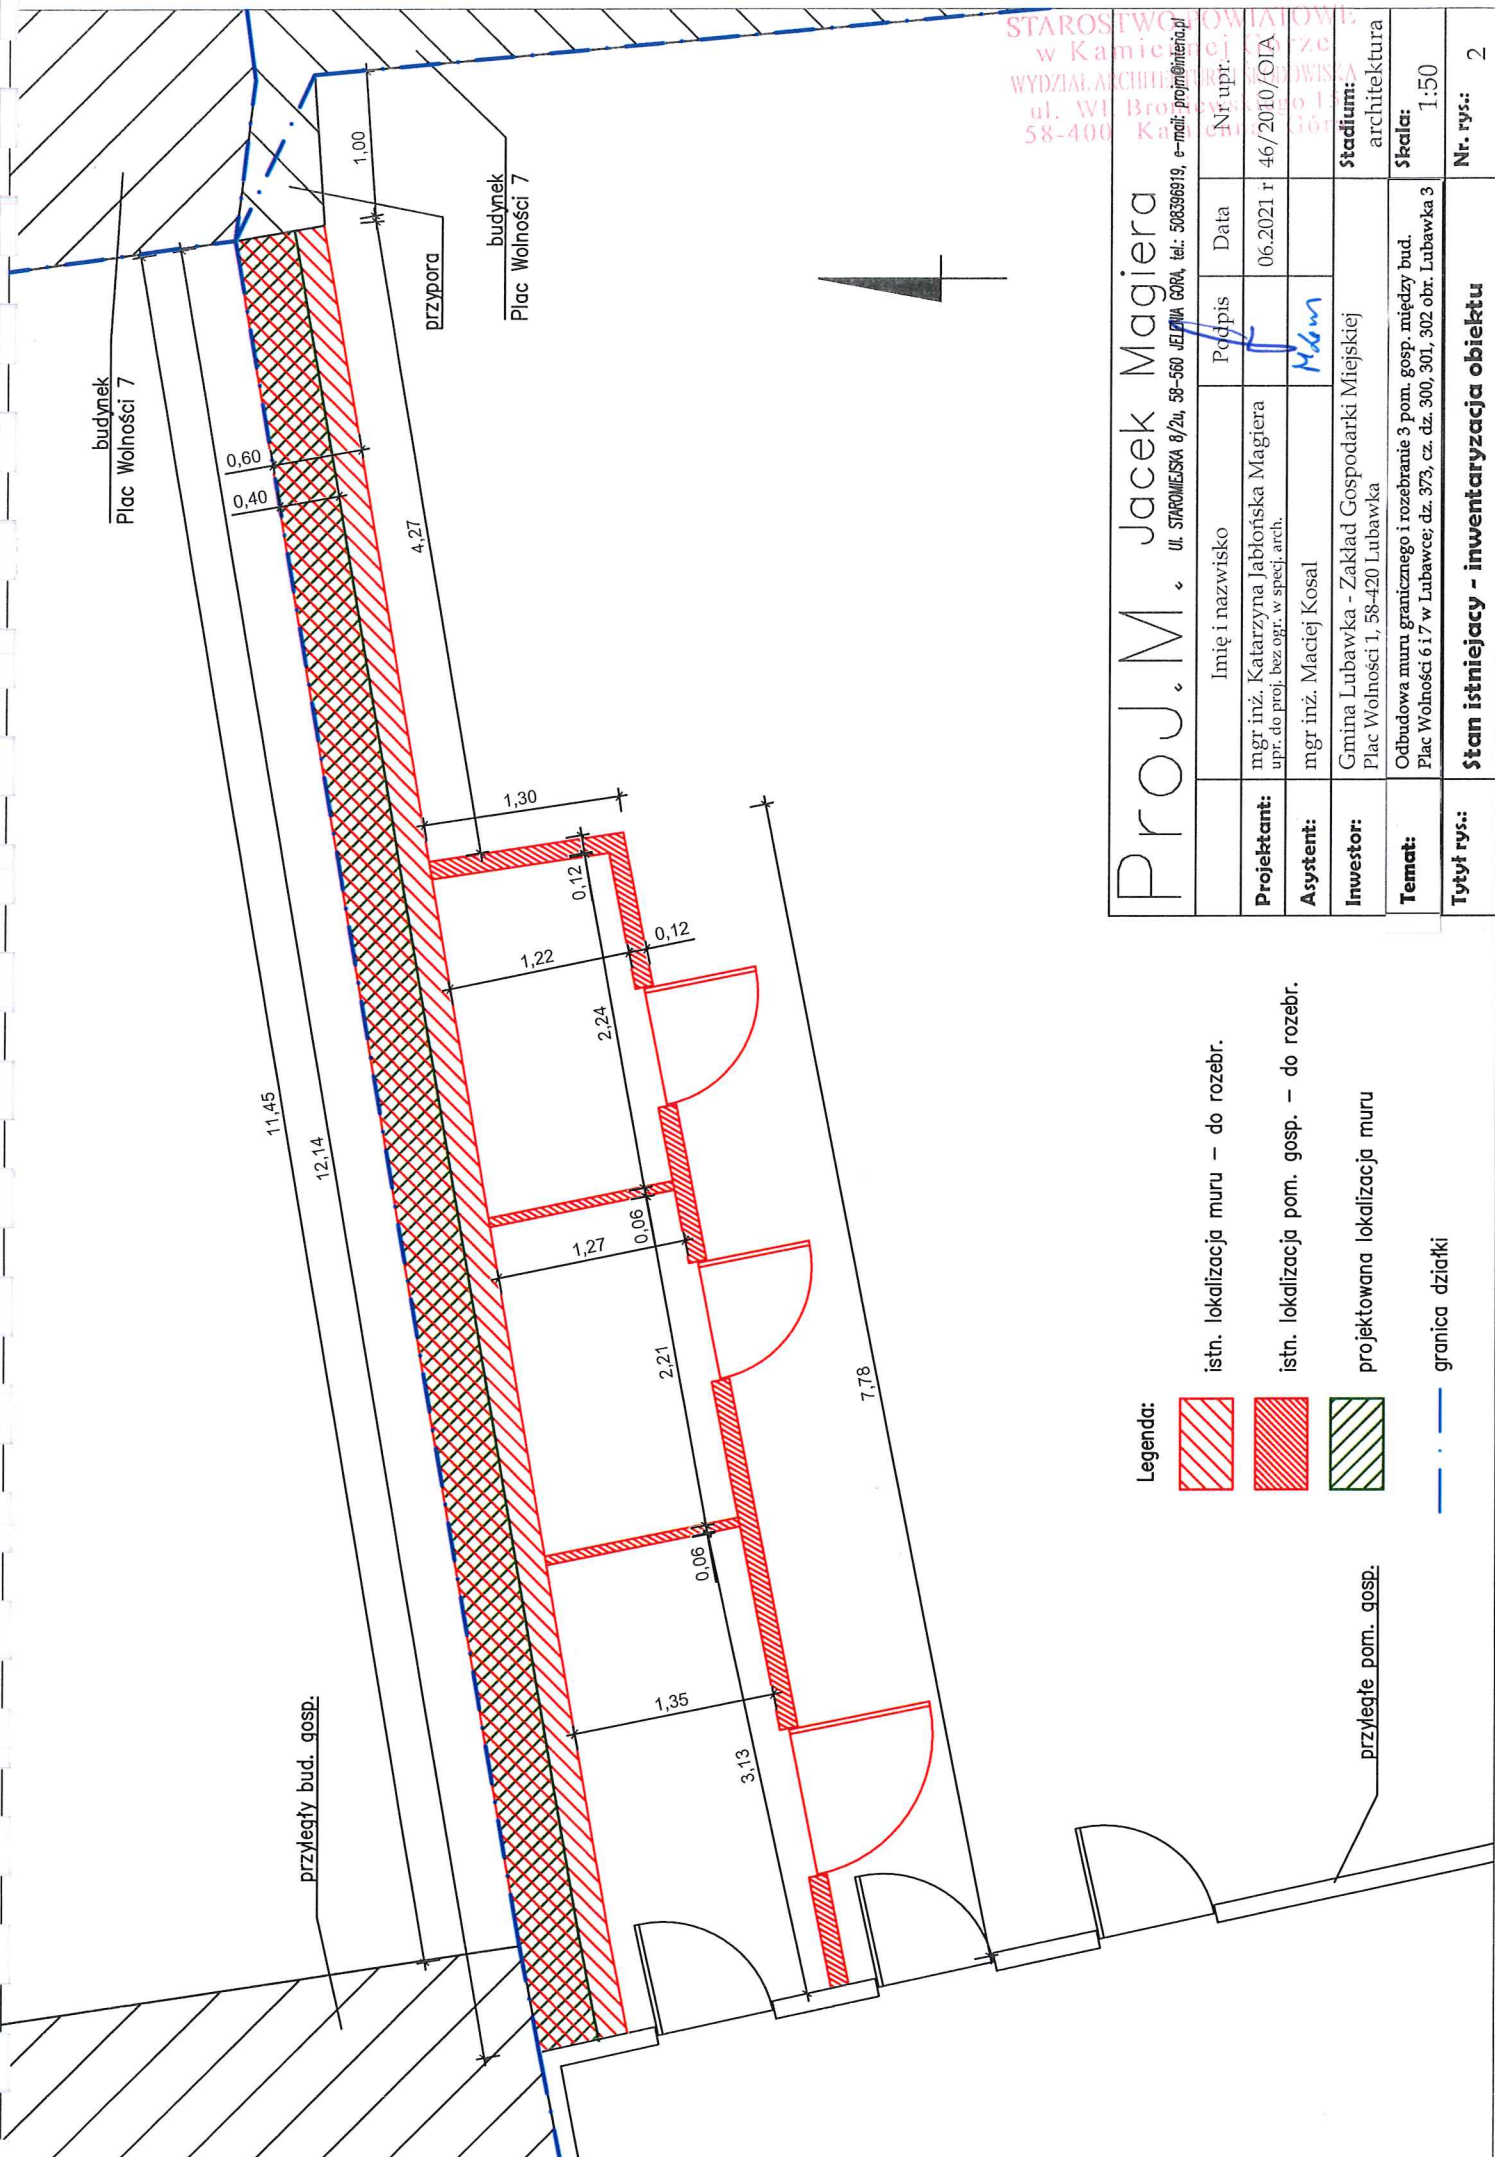 budynek
Plac Wolności 7
przypora
budynek
Plac Wolności 7
przyległy bud. gosp.
przyległe pom. gosp.
11,45
12,14
0,60
0,40
4,27
1,00
1,30
0,12
1,22
0,12
2,24
0,06
1,27
2,21
0,06
1,35
3,13
7,78
Legenda:
istn. lokalizacja muru – do rozebr.
istn. lokalizacja pom. gosp. – do rozebr.
projektowana lokalizacja muru
granica działki
STAROSTWO POWIATOWE
w Kamiennej Górze
WYDZIAŁ ARCHITEKTURY I ŚRODOWISKA
ul. Wł. Broniewskiego 15
58-400 Kamienna Góra
ProJ.M. Jacek Magiera
Ul. STAROMIEJSKA 8/2u, 58-560 JELENIA GÓRA, tel.: 508396919, e-mail: projm@interia.pl
Imię i nazwisko Podpis Data Nr upr.
Projektant: mgr inż. Katarzyna Jabłońska Magiera 06.2021 r 46/2010/OIA
upr. do proj. bez ogr. w specj. arch.
Asystent: mgr inż. Maciej Kosal
Inwestor: Gmina Lubawka - Zakład Gospodarki Miejskiej
Plac Wolności 1, 58-420 Lubawka
Stadium:
architektura
Temat: Odbudowa muru granicznego i rozebranie 3 pom. gosp. między bud.
Plac Wolności 6 i 7 w Lubawce; dz. 373, cz. dz. 300, 301, 302 obr. Lubawka 3
Skala:
1:50
Tytył rys.: Stan istniejacy - inwentaryzacja obiektu
Nr. rys.: 2